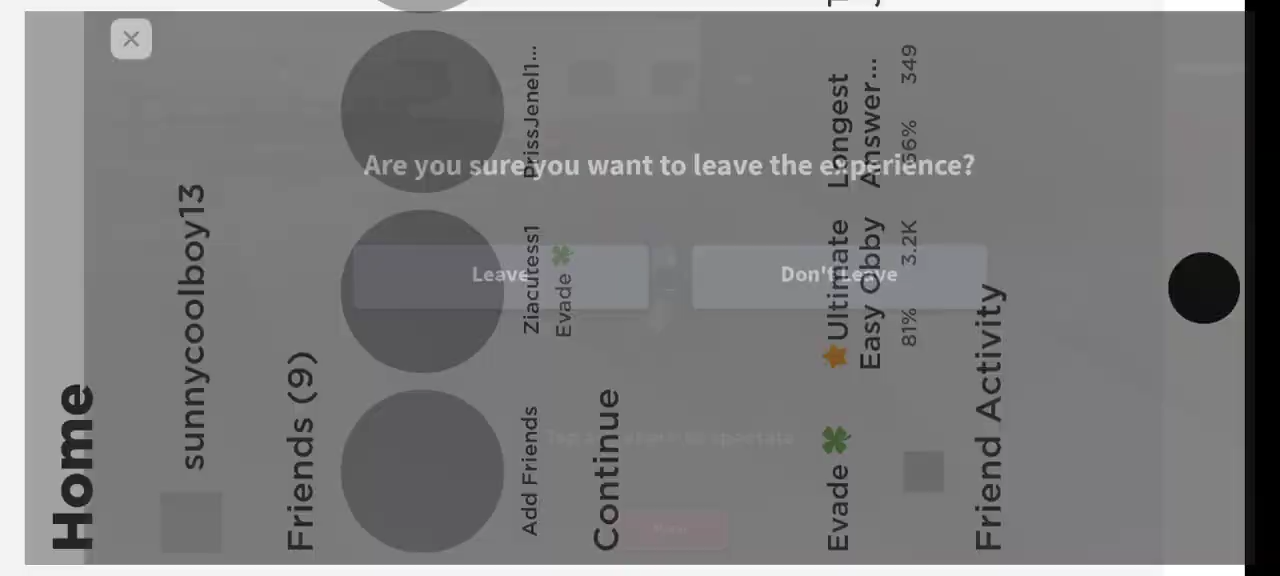 Home
sunnycoolboy13
Friends (9)
Add Friends
Ziacutess1
Evade 🍀
PrissJenel1...
Continue
Evade 🍀
⭐Ultimate
Easy Obby
81% 3.2K
Longest
Answer...
66% 349
Friend Activity
Are you sure you want to leave the experience?
Leave
Don't Leave